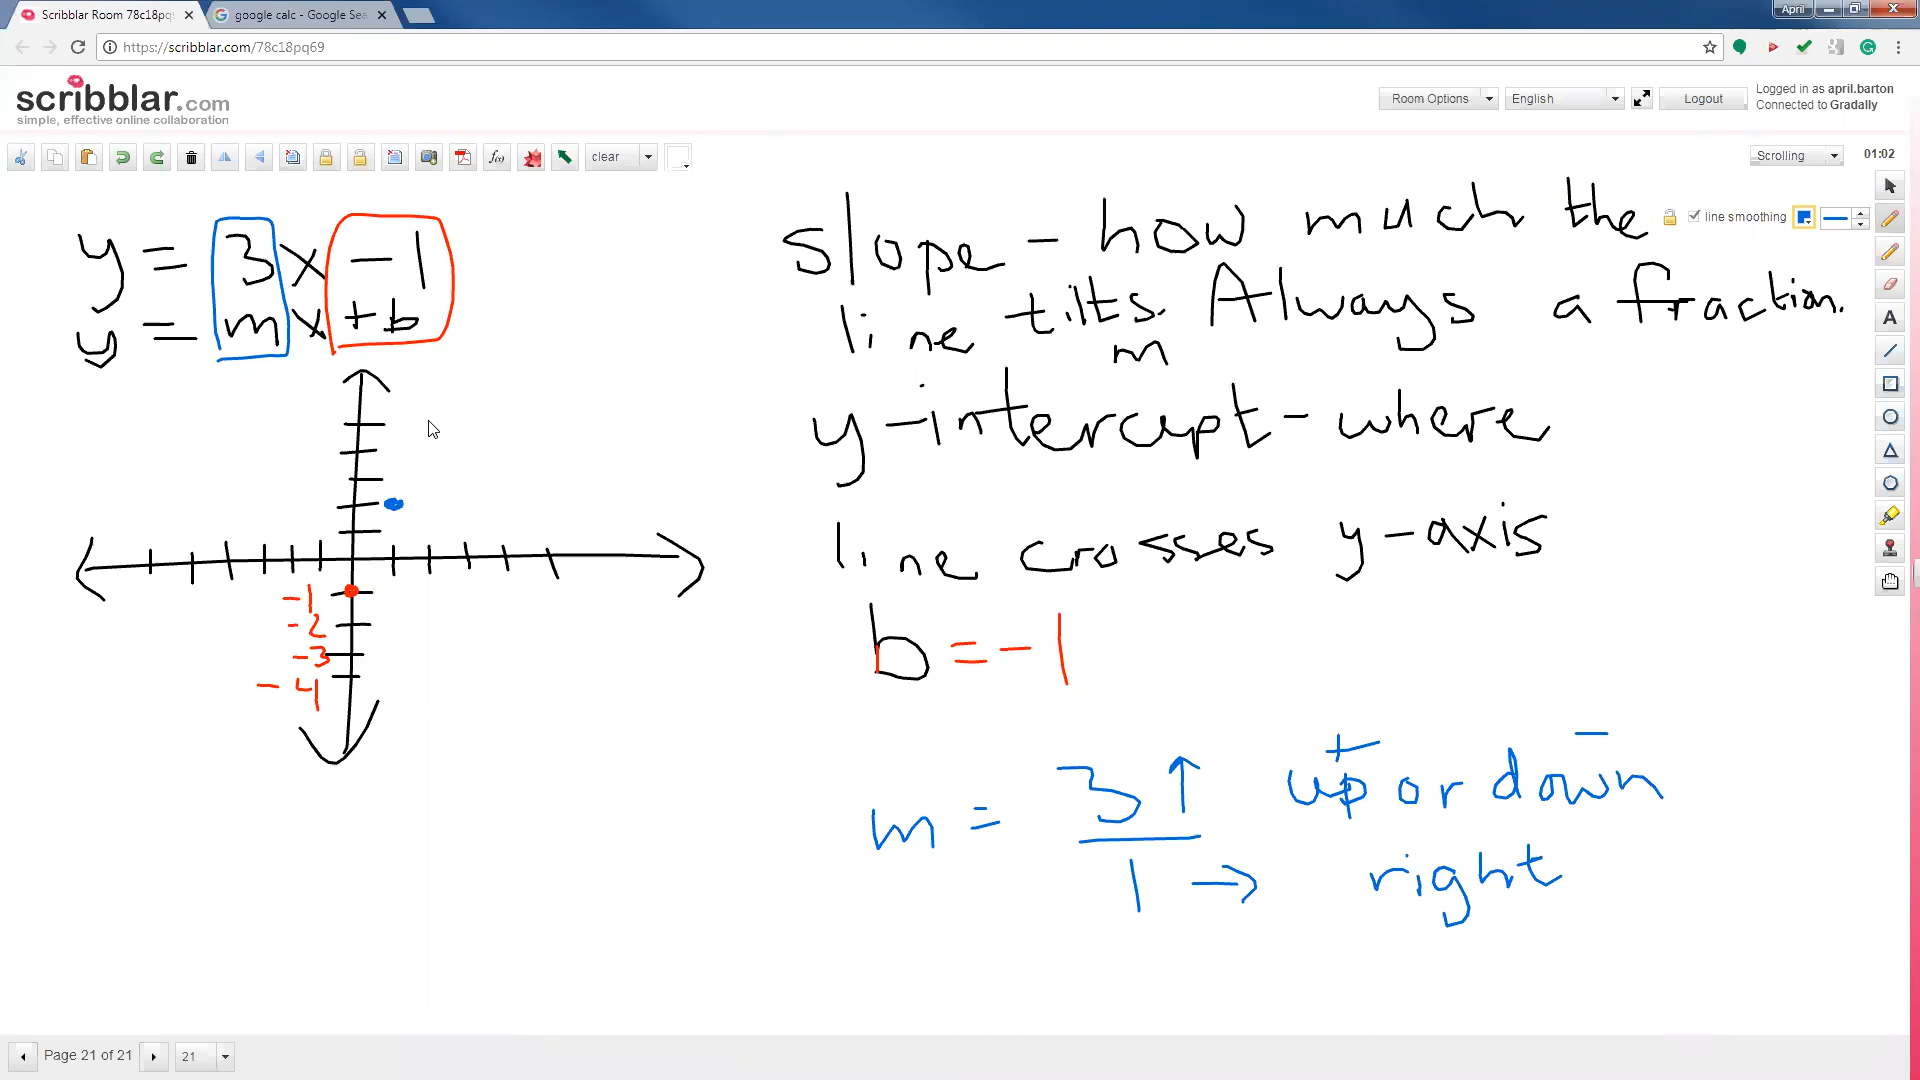 Scribblar Room 78c18pq
google calc - Google Sea
April
https://scribblar.com/78c18pq69
scribblar.com
simple, effective online collaboration
Room Options
English
Logout
Logged in as april.barton
Connected to Gradally
f(x)
clear
Scrolling
01:02
line smoothing
A
y = 3x - 1
y = mx + b
-1
-2
-3
-4
slope - how much the
line tilts. Always a fraction.
m
y-intercept - where
line crosses y-axis
b = -1
+ −
m = 3 ↑ up or down
1 → right
Page 21 of 21
21